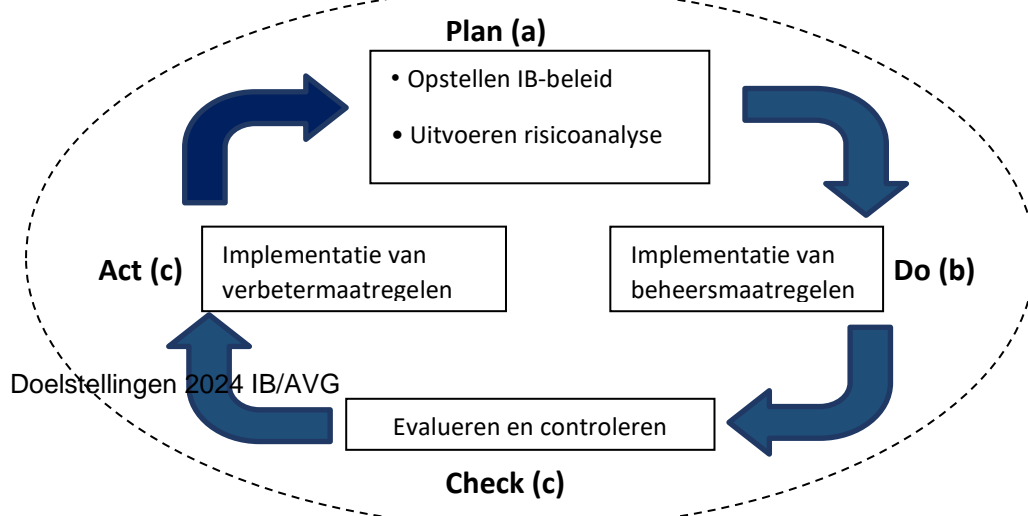 Plan (a)
• Opstellen IB-beleid
• Uitvoeren risicoanalyse
Act (c)
Implementatie van
verbetermaatregelen
Implementatie van
beheersmaatregelen
Do (b)
Doelstellingen 2024 IB/AVG
Evalueren en controleren
Check (c)